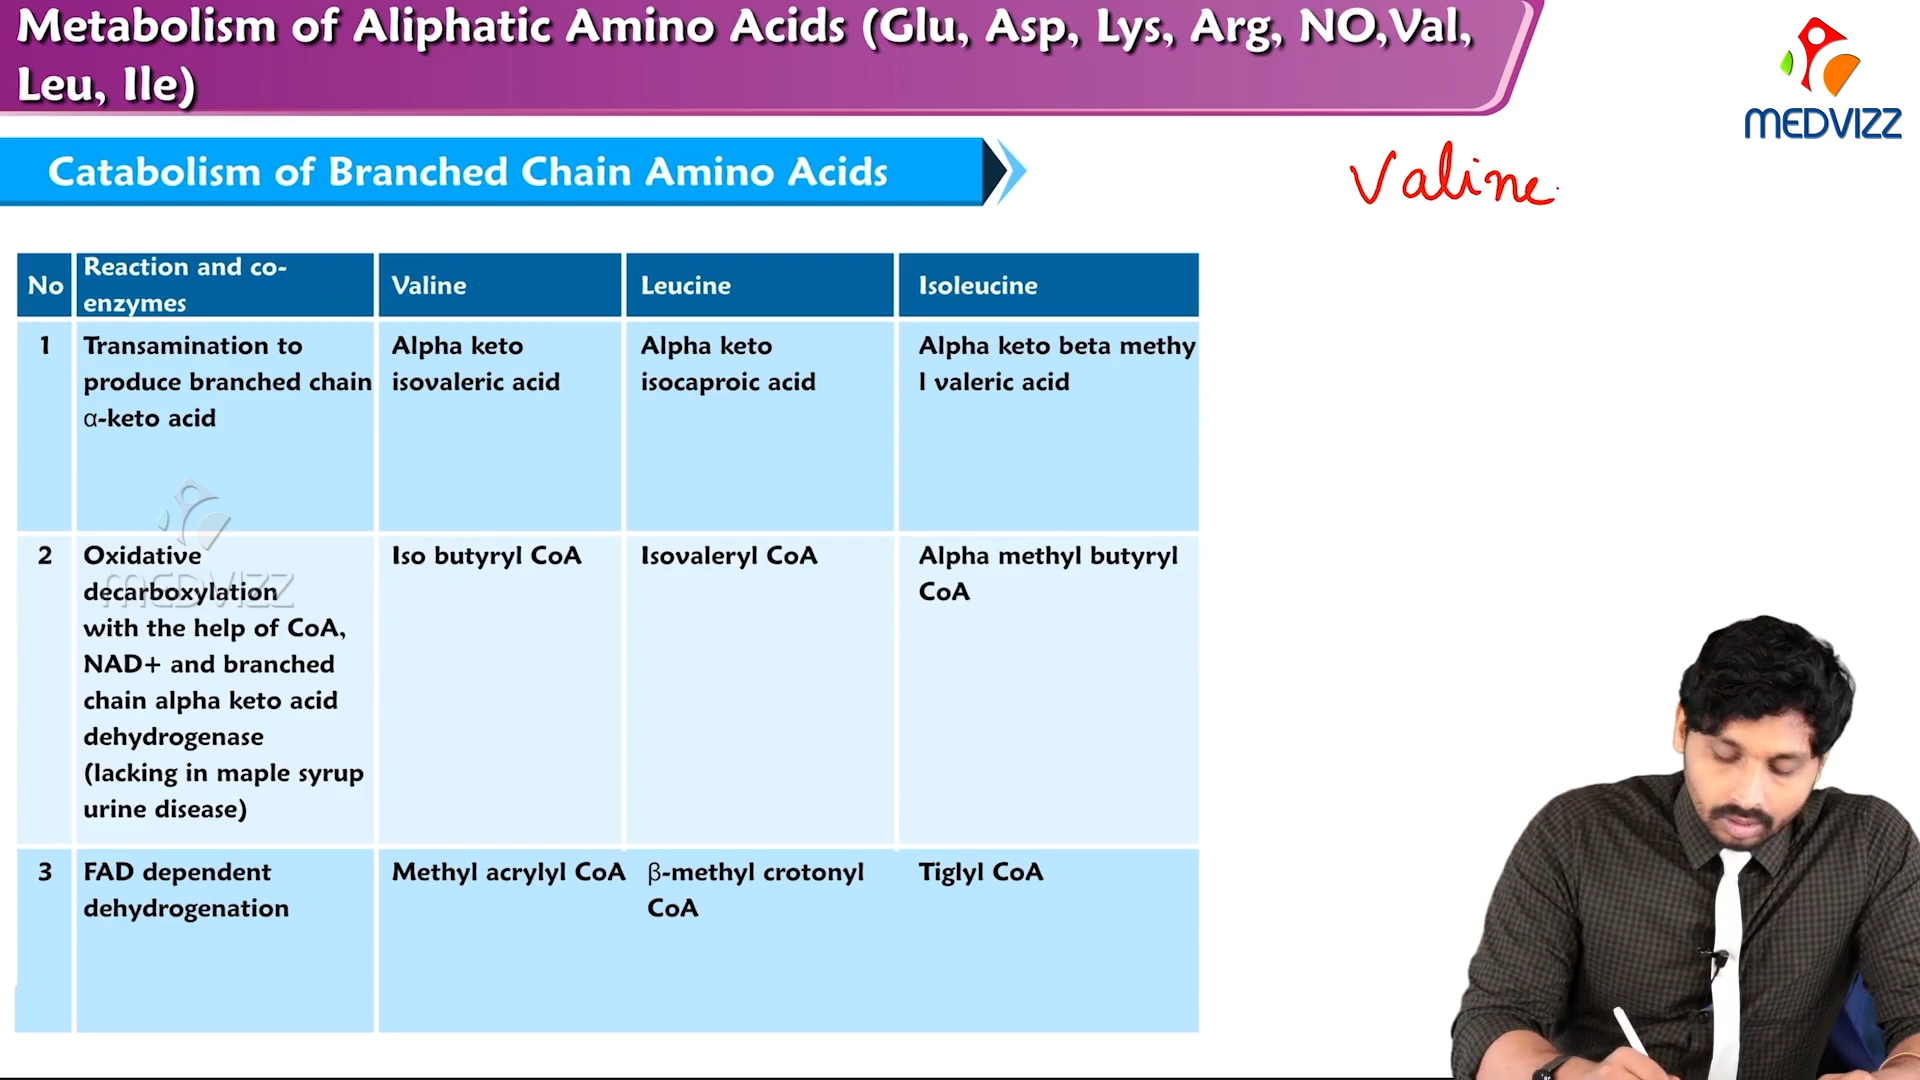 Metabolism of Aliphatic Amino Acids (Glu, Asp, Lys, Arg, NO,Val,
Leu, Ile)
MEDVIZZ
Catabolism of Branched Chain Amino Acids
Valine
No
Reaction and co-
enzymes
Valine
Leucine
Isoleucine
1
Transamination to
produce branched chain
α-keto acid
Alpha keto
isovaleric acid
Alpha keto
isocaproic acid
Alpha keto beta methy
l valeric acid
2
Oxidative
decarboxylation
with the help of CoA,
NAD+ and branched
chain alpha keto acid
dehydrogenase
(lacking in maple syrup
urine disease)
MEDVIZZ
Iso butyryl CoA
Isovaleryl CoA
Alpha methyl butyryl
CoA
3
FAD dependent
dehydrogenation
Methyl acrylyl CoA
β-methyl crotonyl
CoA
Tiglyl CoA